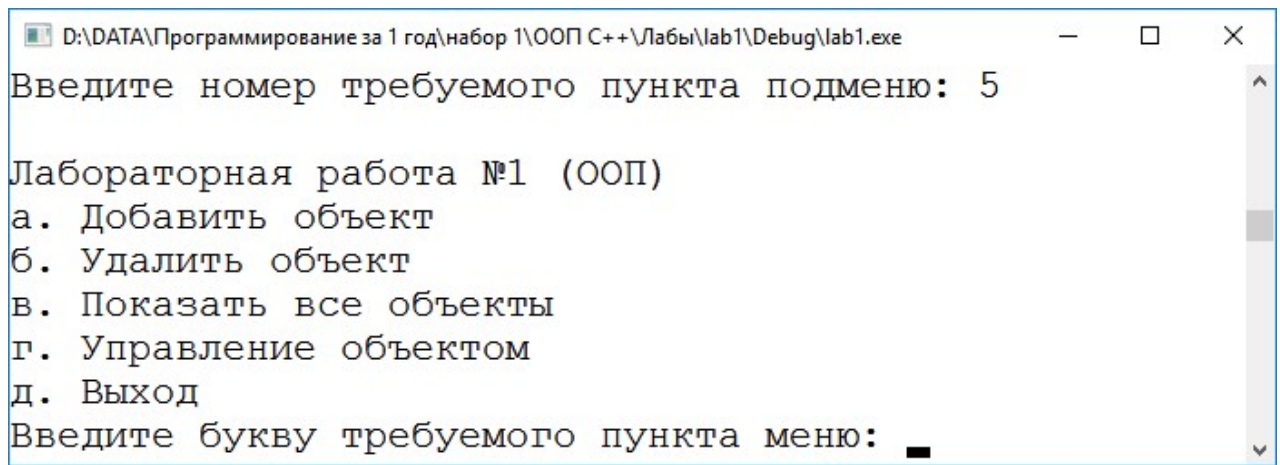 D:\DATA\Программирование за 1 год\набор 1\ООП C++\Лабы\lab1\Debug\lab1.exe
Введите номер требуемого пункта подменю: 5
Лабораторная работа №1 (ООП)
а. Добавить объект
б. Удалить объект
в. Показать все объекты
г. Управление объектом
д. Выход
Введите букву требуемого пункта меню: